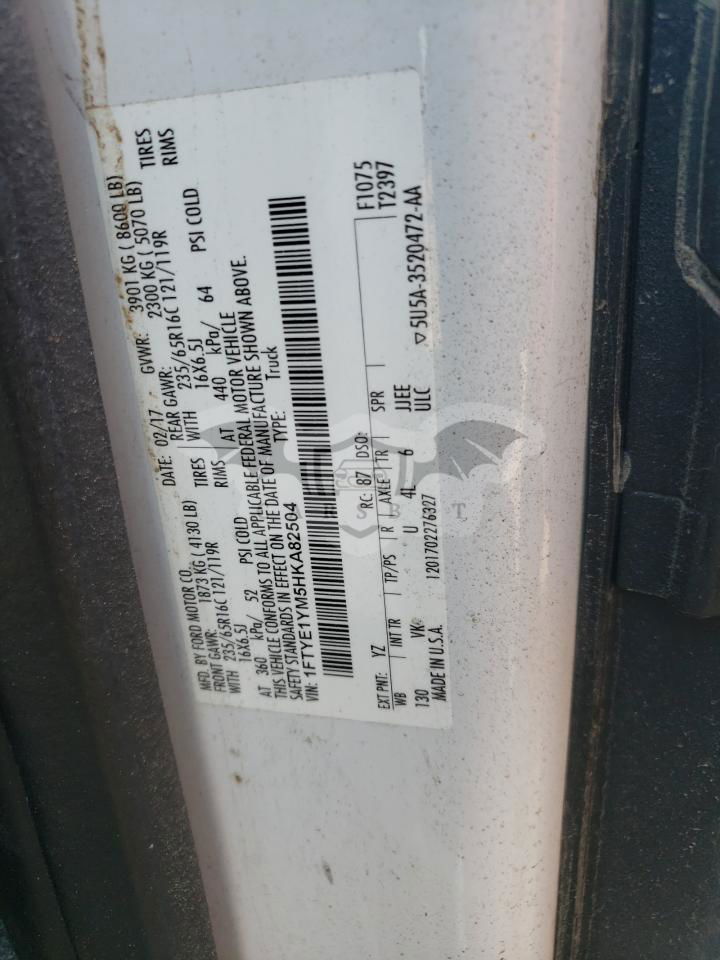 MFD. BY FORD MOTOR CO.
DATE: 02/17 GVWR: 3901 KG ( 8600 LB)
FRONT GAWR: 1873 KG ( 4130 LB) REAR GAWR: 2300 KG ( 5070 LB)
WITH 235/65R16C 121/119R TIRES WITH 235/65R16C 121/119R TIRES
16X6.5J RIMS 16X6.5J RIMS
AT 360 kPa/ 52 PSI COLD AT 440 kPa/ 64 PSI COLD
THIS VEHICLE CONFORMS TO ALL APPLICABLE FEDERAL MOTOR VEHICLE
SAFETY STANDARDS IN EFFECT ON THE DATE OF MANUFACTURE SHOWN ABOVE.
VIN: 1FTYE1YM5HKA82504 TYPE: Truck
F1075
T2397
EXT PNT: YZ RC: 87 DSO:
WB INT TR TP/PS R AXLE TR SPR
130 VK U 4L 6 JJEE
ULC
MADE IN U.S.A. 1201702276327 ▽5U5A-3520472-AA